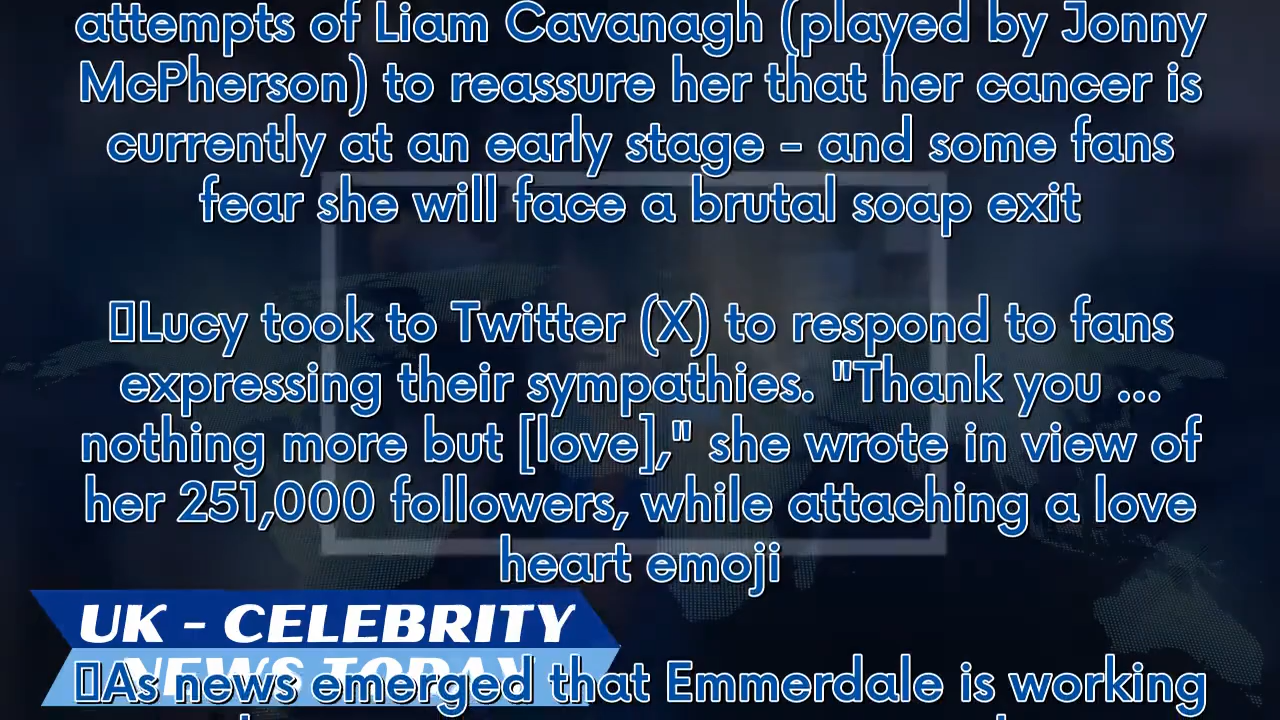 attempts of Liam Cavanagh (played by Jonny
McPherson) to reassure her that her cancer is
currently at an early stage – and some fans
fear she will face a brutal soap exit
Lucy took to Twitter (X) to respond to fans
expressing their sympathies. "Thank you ...
nothing more but [love]," she wrote in view of
her 251,000 followers, while attaching a love
heart emoji
UK - CELEBRITY
NEWS TODAY
As news emerged that Emmerdale is working